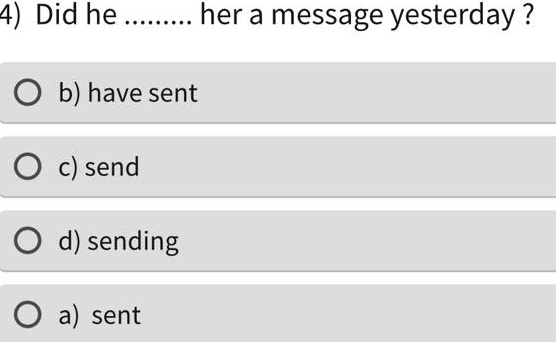 4) Did he ......... her a message yesterday ?
b) have sent
c) send
d) sending
a) sent